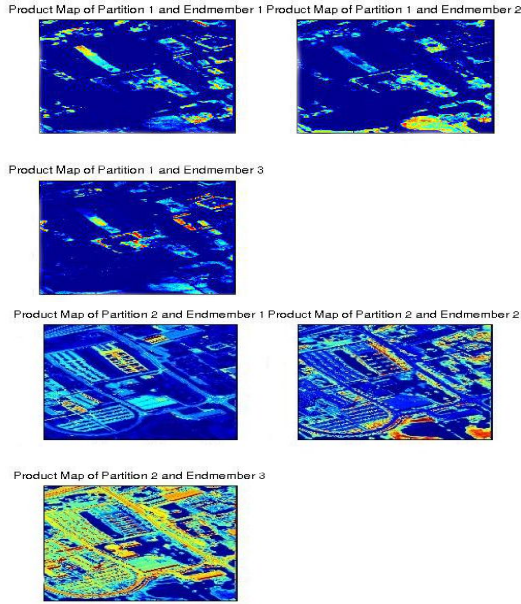 Product Map of Partition 1 and Endmember 1
Product Map of Partition 1 and Endmember 2
Product Map of Partition 1 and Endmember 3
Product Map of Partition 2 and Endmember 1
Product Map of Partition 2 and Endmember 2
Product Map of Partition 2 and Endmember 3